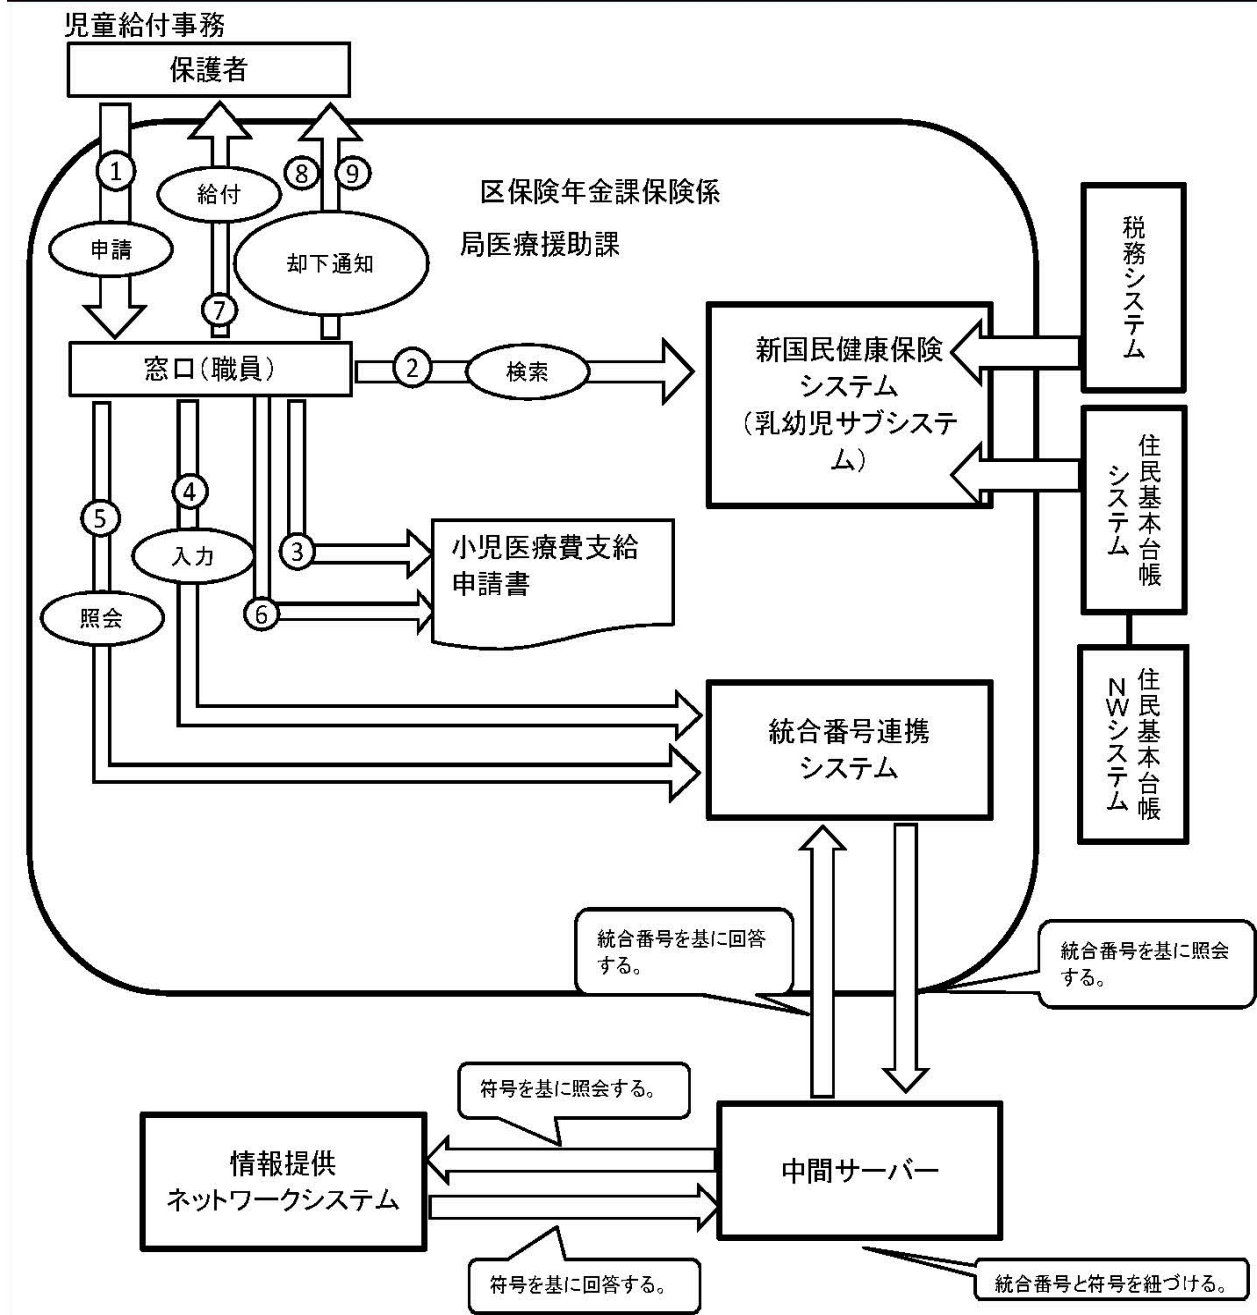 児童給付事務
保護者
①
⑧
⑨
給付
区保険年金課保険係
申請
局医療援助課
却下通知
⑦
窓口（職員）
②
検索
新国民健康保険
システム
（乳幼児サブシステ
ム）
税務システム
住民基本台帳
システム
④
⑤
③
入力
小児医療費支給
申請書
⑥
照会
住民基本台帳
NWシステム
統合番号連携
システム
統合番号を基に回答
する。
統合番号を基に照会
する。
符号を基に照会する。
情報提供
ネットワークシステム
中間サーバー
符号を基に回答する。
統合番号と符号を紐づける。